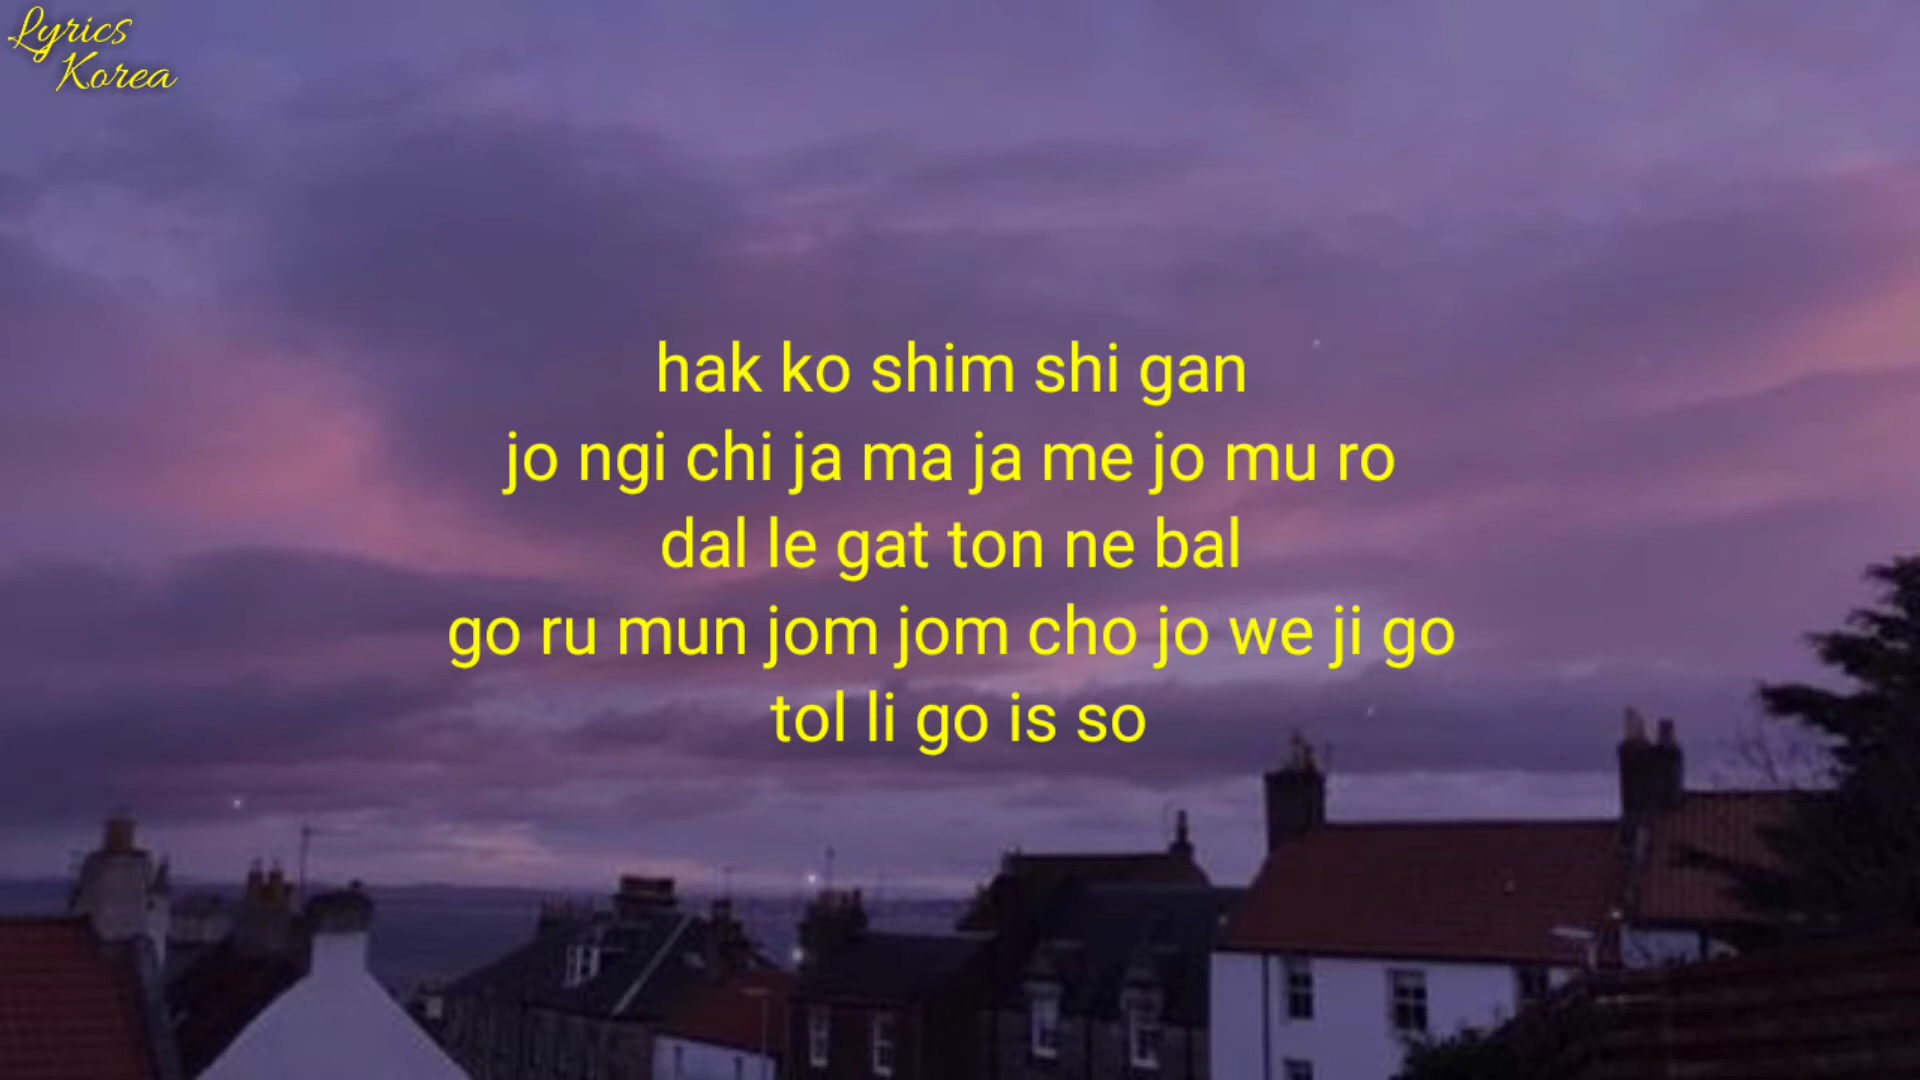 Lyrics
Korea
hak ko shim shi gan
jo ngi chi ja ma ja me jo mu ro
dal le gat ton ne bal
go ru mun jom jom cho jo we ji go
tol li go is so